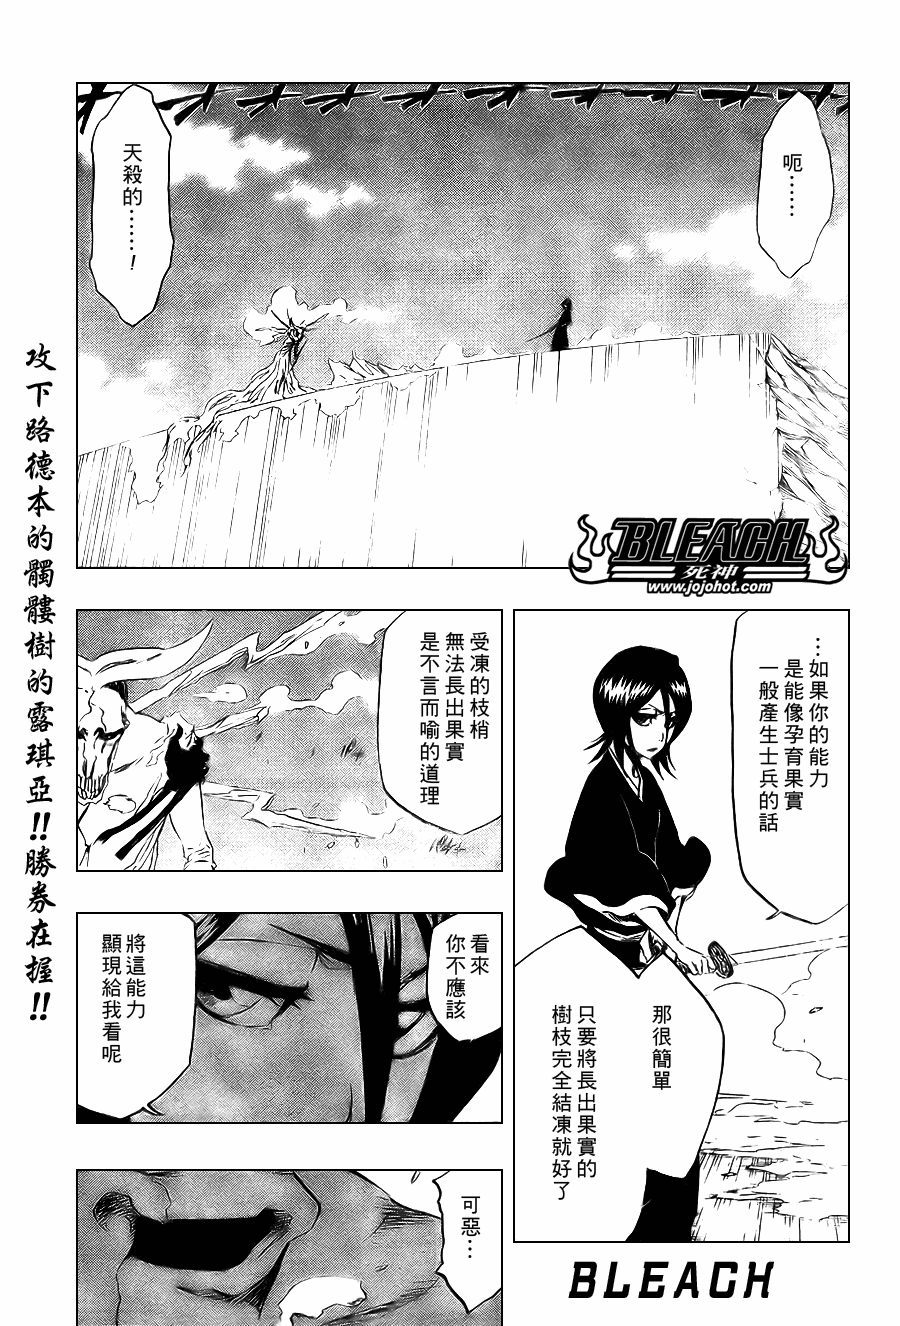 呃……
天殺的……!
攻下路德本的髑髏樹的露琪亞!!勝券在握!!
BLEACH
死神
www.jojohot.com
…如果你的能力
是能像孕育果實
一般產生士兵的話
那很簡單
只要將長出果實的
樹枝完全結凍就好了
受凍的枝梢
無法長出果實
是不言而喻的道理
看來
你不應該
將這能力
顯現給我看呢
可惡…
BLEACH